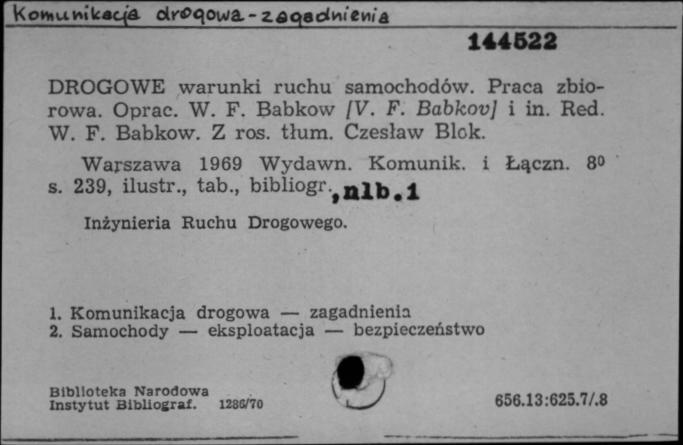 Komunikacja drogowa - zagadnienia
144522
DROGOWE warunki ruchu samochodów. Praca zbio-
rowa. Oprac. W. F. Babkow [V. F. Babkov] i in. Red.
W. F. Babkow. Z ros. tłum. Czesław Blok.
Warszawa 1969 Wydawn. Komunik. i Łączn. 8º
s. 239, ilustr., tab., bibliogr., nlb. 1
Inżynieria Ruchu Drogowego.
1. Komunikacja drogowa — zagadnienia
2. Samochody — eksploatacja — bezpieczeństwo
Biblioteka Narodowa
Instytut Bibliograf. 1286/70 656.13:625.7/.8